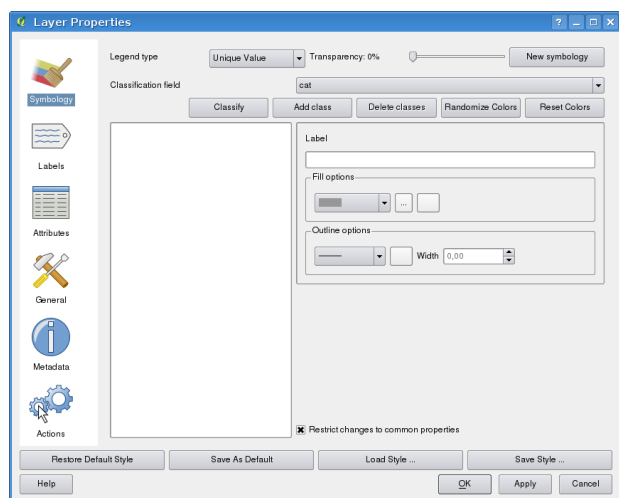 Layer Properties
Legend type
Unique Value
Transparency: 0%
New symbology
Classification field
cat
Classify
Add class
Delete classes
Randomize Colors
Reset Colors
Symbology
Labels
Attributes
General
Metadata
Actions
Label
Fill options
...
Outline options
Width
0,00
Restrict changes to common properties
Restore Default Style
Save As Default
Load Style ...
Save Style ...
Help
OK
Apply
Cancel